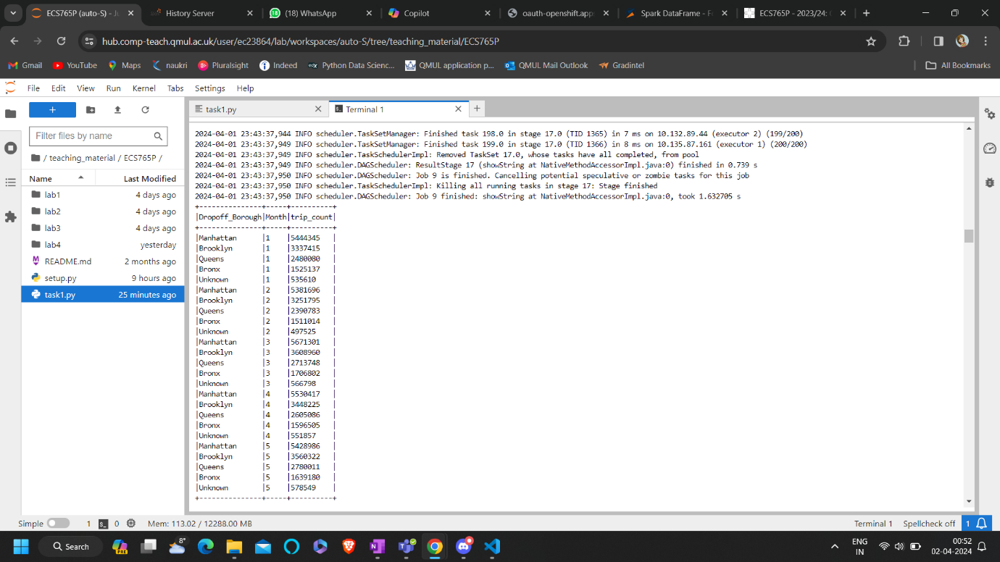 ECS765P (auto-S) - Ju
History Server
(18) WhatsApp
Copilot
oauth-openshift.app
Spark DataFrame - F
ECS765P - 2023/24: 
hub.comp-teach.qmul.ac.uk/user/ec23864/lab/workspaces/auto-S/tree/teaching_material/ECS765P
Gmail
YouTube
Maps
naukri
Pluralsight
Indeed
edX Python Data Scienc...
QMUL application p...
QMUL Mail Outlook
Gradintel
All Bookmarks
File Edit View Run Kernel Tabs Settings Help
+
task1.py
Terminal 1
Filter files by name
/ teaching_material / ECS765P /
Name Last Modified
lab1 4 days ago
lab2 4 days ago
lab3 4 days ago
lab4 yesterday
README.md 2 months ago
setup.py 9 hours ago
task1.py 25 minutes ago
2024-04-01 23:43:37,944 INFO scheduler.TaskSetManager: Finished task 198.0 in stage 17.0 (TID 1365) in 7 ms on 10.132.89.44 (executor 2) (199/200)
2024-04-01 23:43:37,949 INFO scheduler.TaskSetManager: Finished task 199.0 in stage 17.0 (TID 1366) in 8 ms on 10.135.87.161 (executor 1) (200/200)
2024-04-01 23:43:37,949 INFO scheduler.TaskSchedulerImpl: Removed TaskSet 17.0, whose tasks have all completed, from pool
2024-04-01 23:43:37,949 INFO scheduler.DAGScheduler: ResultStage 17 (showString at NativeMethodAccessorImpl.java:0) finished in 0.739 s
2024-04-01 23:43:37,950 INFO scheduler.DAGScheduler: Job 9 is finished. Cancelling potential speculative or zombie tasks for this job
2024-04-01 23:43:37,950 INFO scheduler.TaskSchedulerImpl: Killing all running tasks in stage 17: Stage finished
2024-04-01 23:43:37,950 INFO scheduler.DAGScheduler: Job 9 finished: showString at NativeMethodAccessorImpl.java:0, took 1.632705 s
+---------------+-----+----------+
|Dropoff_Borough|Month|trip_count|
+---------------+-----+----------+
|Manhattan |1 |5444345 |
|Brooklyn |1 |3337415 |
|Queens |1 |2480080 |
|Bronx |1 |1525137 |
|Unknown |1 |535610 |
|Manhattan |2 |5381696 |
|Brooklyn |2 |3251795 |
|Queens |2 |2390783 |
|Bronx |2 |1511014 |
|Unknown |2 |497525 |
|Manhattan |3 |5671301 |
|Brooklyn |3 |3608960 |
|Queens |3 |2713748 |
|Bronx |3 |1706802 |
|Unknown |3 |566798 |
|Manhattan |4 |5530417 |
|Brooklyn |4 |3448225 |
|Queens |4 |2605086 |
|Bronx |4 |1596505 |
|Unknown |4 |551857 |
|Manhattan |5 |5428986 |
|Brooklyn |5 |3560322 |
|Queens |5 |2780011 |
|Bronx |5 |1639180 |
|Unknown |5 |578549 |
+---------------+-----+----------+
Simple 1 0 Mem: 113.02 / 12288.00 MB
Terminal 1 Spellcheck off 1
Search
PRE
8°
ENG
IN
00:52
02-04-2024